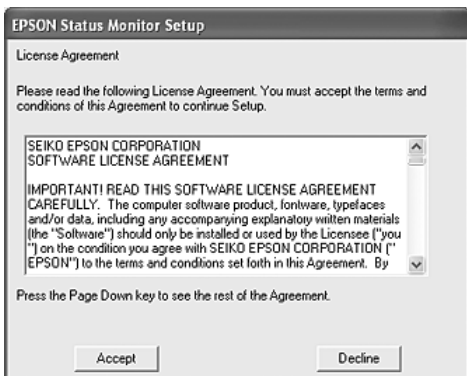 EPSON Status Monitor Setup
License Agreement
Please read the following License Agreement. You must accept the terms and
conditions of this Agreement to continue Setup.
SEIKO EPSON CORPORATION
SOFTWARE LICENSE AGREEMENT
IMPORTANT! READ THIS SOFTWARE LICENSE AGREEMENT
CAREFULLY. The computer software product, fontware, typefaces
and/or data, including any accompanying explanatory written materials
(the "Software") should only be installed or used by the Licensee ("you
") on the condition you agree with SEIKO EPSON CORPORATION ("
EPSON") to the terms and conditions set forth in this Agreement. By
Press the Page Down key to see the rest of the Agreement.
Accept Decline